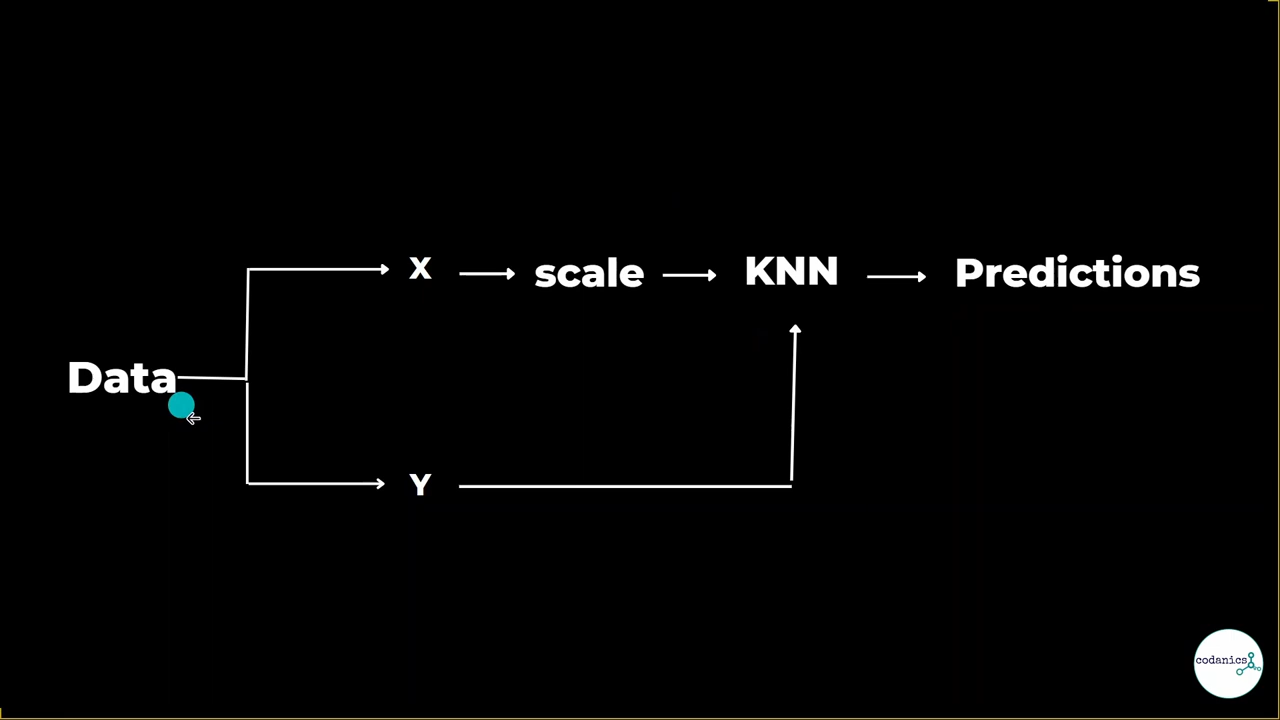 X
scale
KNN
Predictions
Data
Y
codanics